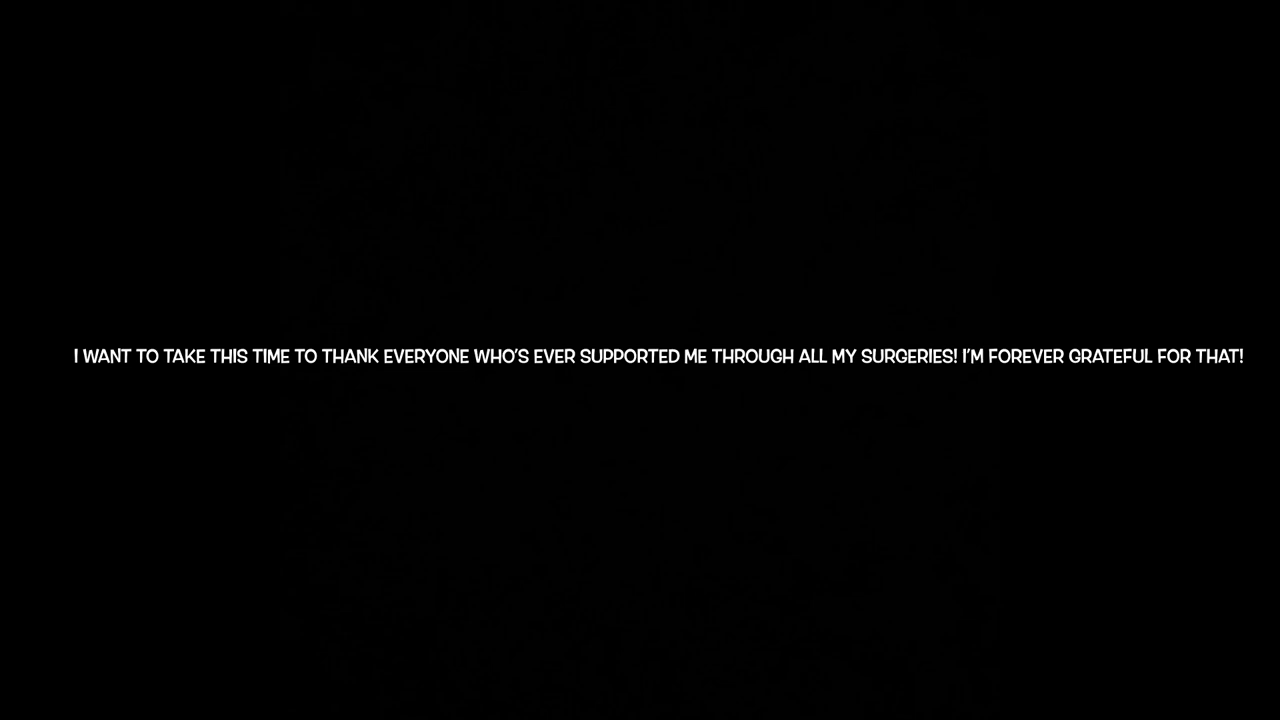 I WANT TO TAKE THIS TIME TO THANK EVERYONE WHO'S EVER SUPPORTED ME THROUGH ALL MY SURGERIES! I'M FOREVER GRATEFUL FOR THAT!